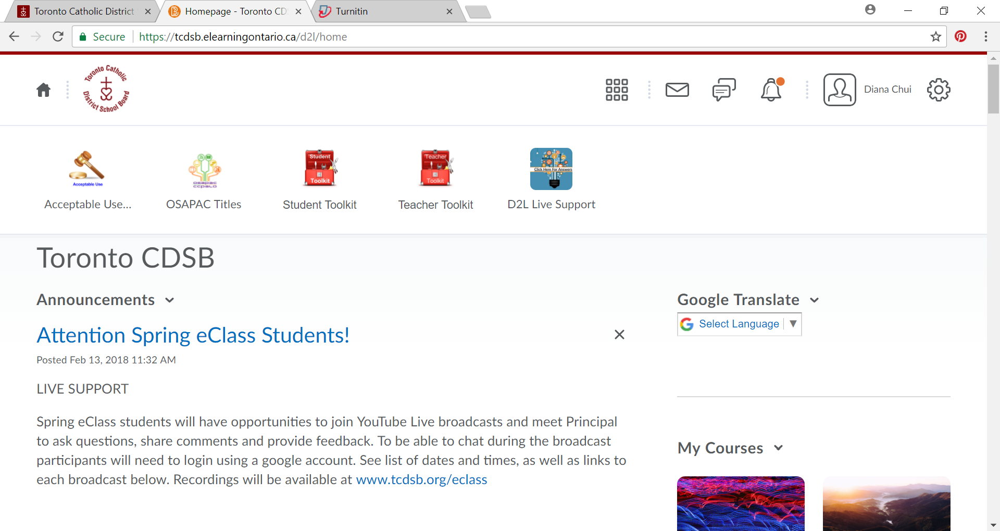 Toronto Catholic District
Homepage - Toronto CD
Turnitin
Secure
https://tcdsb.elearningontario.ca/d2l/home
Toronto Catholic
District School Board
Diana Chui
Acceptable Use
osapac
ccpalo
Student
Toolkit
Teacher
Toolkit
Click Here For Answers
Acceptable Use...
OSAPAC Titles
Student Toolkit
Teacher Toolkit
D2L Live Support
Toronto CDSB
Announcements
Google Translate
Attention Spring eClass Students!
Select Language
Posted Feb 13, 2018 11:32 AM
LIVE SUPPORT
Spring eClass students will have opportunities to join YouTube Live broadcasts and meet Principal
to ask questions, share comments and provide feedback. To be able to chat during the broadcast
participants will need to login using a google account. See list of dates and times, as well as links to
each broadcast below. Recordings will be available at www.tcdsb.org/eclass
My Courses